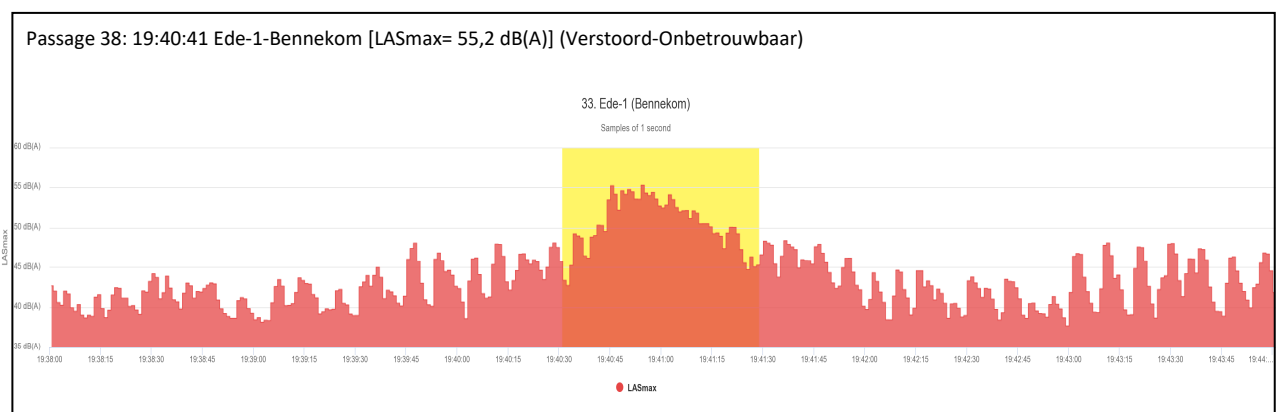 Passage 38: 19:40:41 Ede-1-Bennekom [LASmax= 55,2 dB(A)] (Verstoord-Onbetrouwbaar)
33. Ede-1 (Bennekom)
Samples of 1 second
60 dB(A)
55 dB(A)
50 dB(A)
45 dB(A)
40 dB(A)
35 dB(A)
LASmax
19:38:00 19:38:15 19:38:30 19:38:45 19:39:00 19:39:15 19:39:30 19:39:45 19:40:00 19:40:15 19:40:30 19:40:45 19:41:00 19:41:15 19:41:30 19:41:45 19:42:00 19:42:15 19:42:30 19:42:45 19:43:00 19:43:15 19:43:30 19:43:45 19:44:...
LASmax